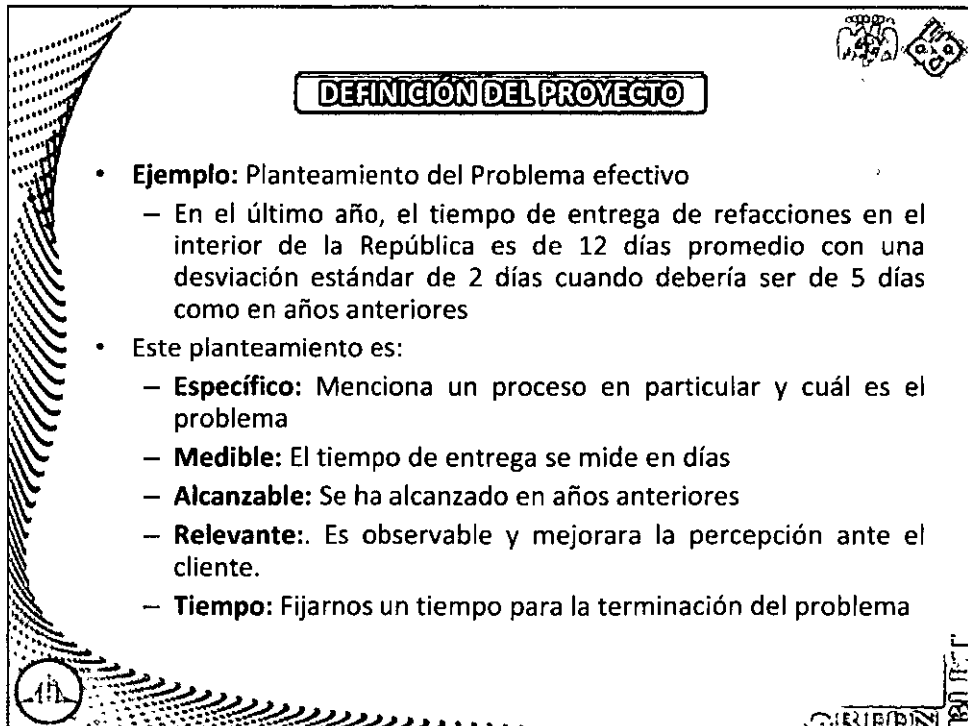 DEFINICIÓN DEL PROYECTO
• Ejemplo: Planteamiento del Problema efectivo
– En el último año, el tiempo de entrega de refacciones en el
interior de la República es de 12 días promedio con una
desviación estándar de 2 días cuando debería ser de 5 días
como en años anteriores
• Este planteamiento es:
– Específico: Menciona un proceso en particular y cuál es el
problema
– Medible: El tiempo de entrega se mide en días
– Alcanzable: Se ha alcanzado en años anteriores
– Relevante:. Es observable y mejorara la percepción ante el
cliente.
– Tiempo: Fijarnos un tiempo para la terminación del problema